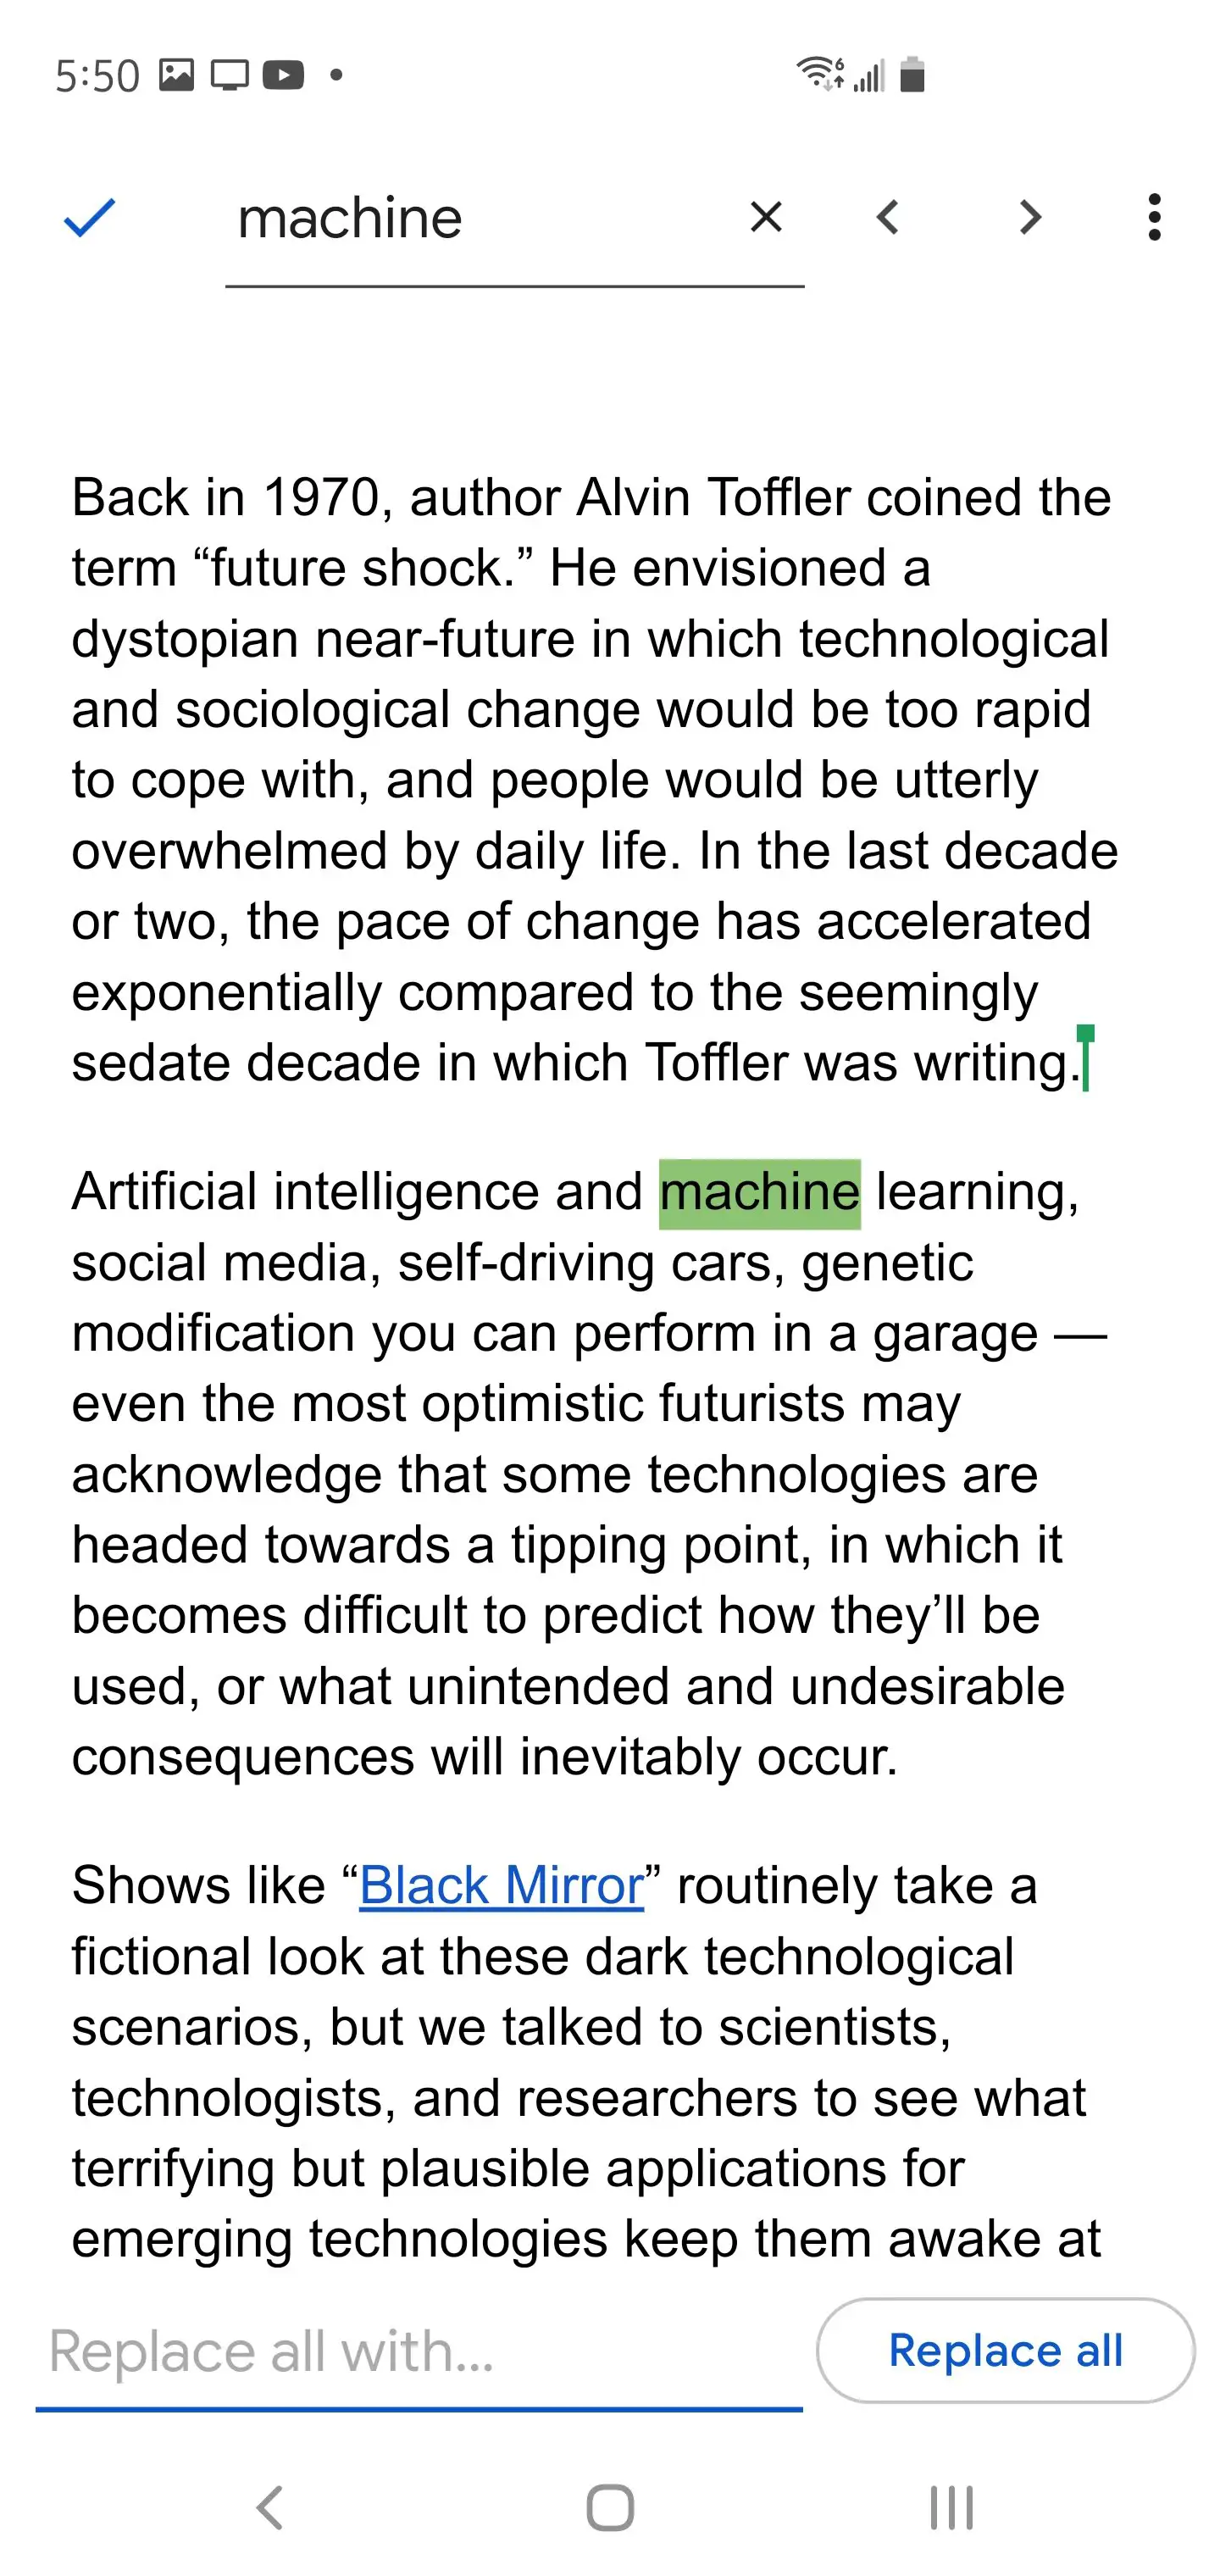 5:50
machine
Back in 1970, author Alvin Toffler coined the
term “future shock.” He envisioned a
dystopian near-future in which technological
and sociological change would be too rapid
to cope with, and people would be utterly
overwhelmed by daily life. In the last decade
or two, the pace of change has accelerated
exponentially compared to the seemingly
sedate decade in which Toffler was writing.
Artificial intelligence and machine learning,
social media, self-driving cars, genetic
modification you can perform in a garage —
even the most optimistic futurists may
acknowledge that some technologies are
headed towards a tipping point, in which it
becomes difficult to predict how they’ll be
used, or what unintended and undesirable
consequences will inevitably occur.
Shows like “Black Mirror” routinely take a
fictional look at these dark technological
scenarios, but we talked to scientists,
technologists, and researchers to see what
terrifying but plausible applications for
emerging technologies keep them awake at
Replace all with...
Replace all